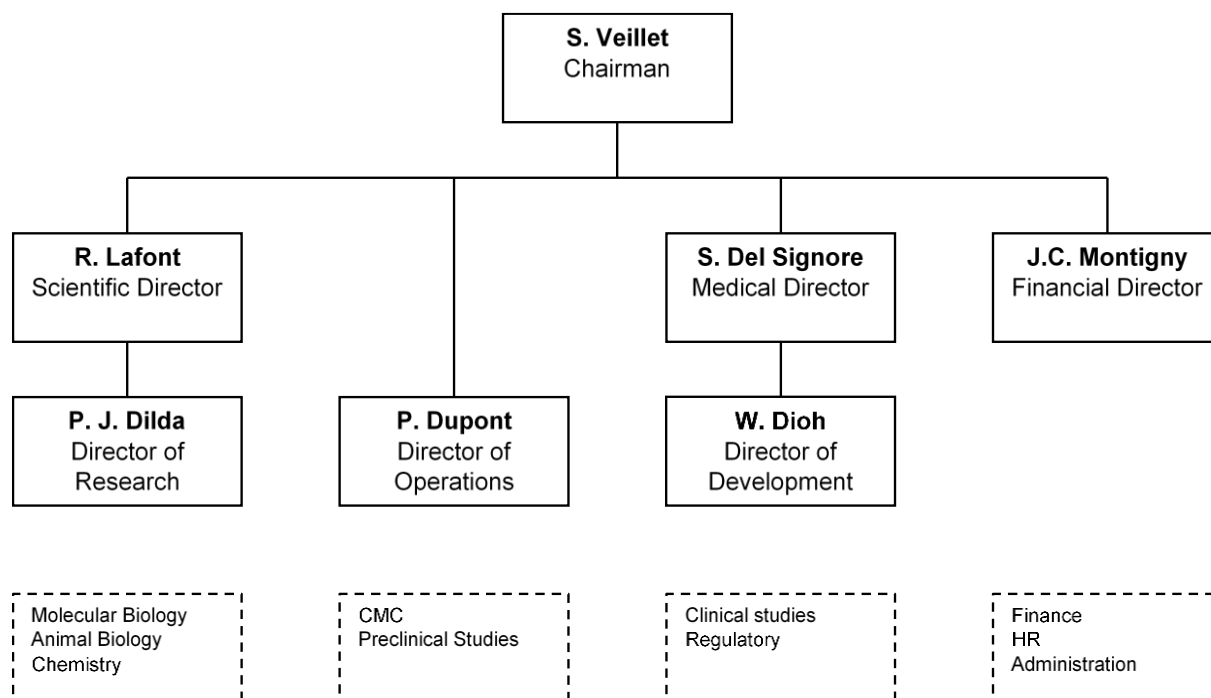 S. Veillet
Chairman
R. Lafont
Scientific Director
S. Del Signore
Medical Director
J.C. Montigny
Financial Director
P. J. Dilda
Director of
Research
P. Dupont
Director of
Operations
W. Dioh
Director of
Development
Molecular Biology
Animal Biology
Chemistry
CMC
Preclinical Studies
Clinical studies
Regulatory
Finance
HR
Administration